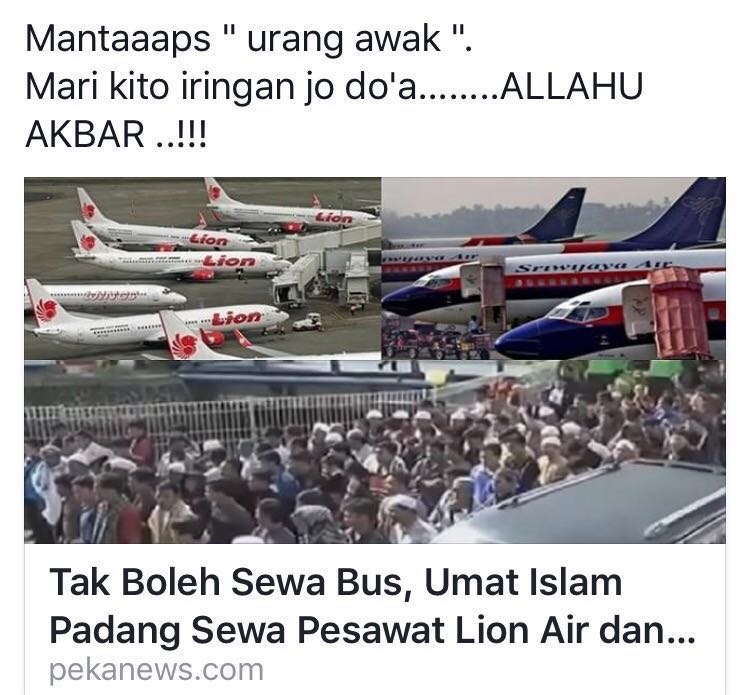 Mantaaaps " urang awak ".
Mari kito iringan jo do'a........ALLAHU
AKBAR ..!!!
Lion
Lion
Lion
Lion
Sriwijaya Air
Tak Boleh Sewa Bus, Umat Islam
Padang Sewa Pesawat Lion Air dan...
pekanews.com